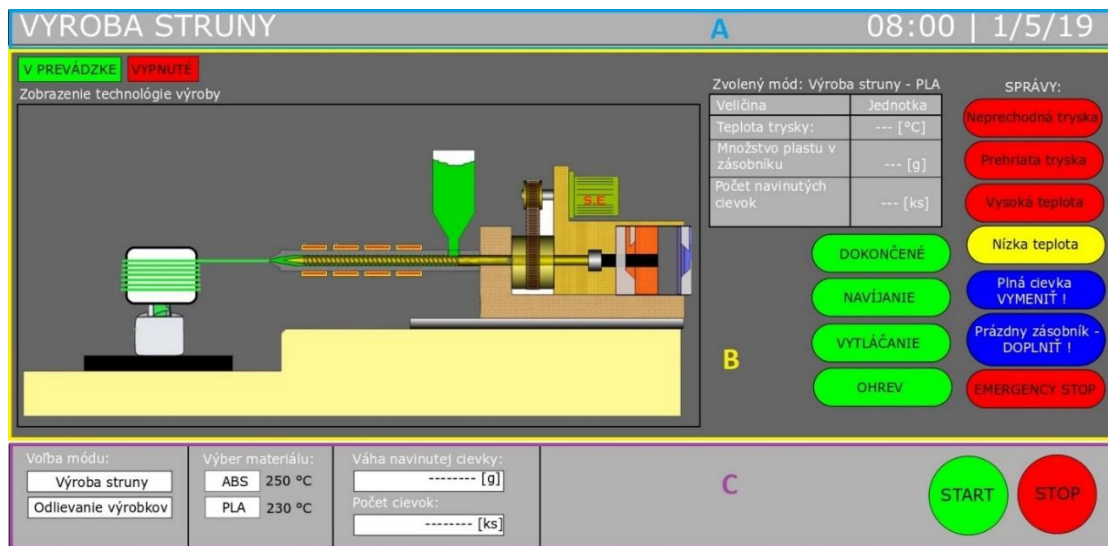 VYROBA STRUNY
A
08:00 | 1/5/19
V PREVÁDZKE
VYPNUTÉ
Zobrazenie technológie výroby
S.E
Zvolený mód: Výroba struny - PLA
Veličina
Jednotka
Teplota trysky:
--- [°C]
Množstvo plastu v
zásobníku
--- [g]
Počet navinutých
cievok
--- [ks]
DOKONČENÉ
NAVÍJANIE
VYTLÁČANIE
OHREV
B
SPRÁVY:
Neprechodná tryska
Prehriata tryska
Vysoká teplota
Nízka teplota
Plná cievka
VYMENIŤ !
Prázdny zásobník -
DOPLNIŤ !
EMERGENCY STOP
Voľba módu:
Výroba struny
Odlievanie výrobkov
Výber materiálu:
ABS 250 °C
PLA 230 °C
Váha navinutej cievky:
-------- [g]
Počet cievok:
-------- [ks]
C
START
STOP